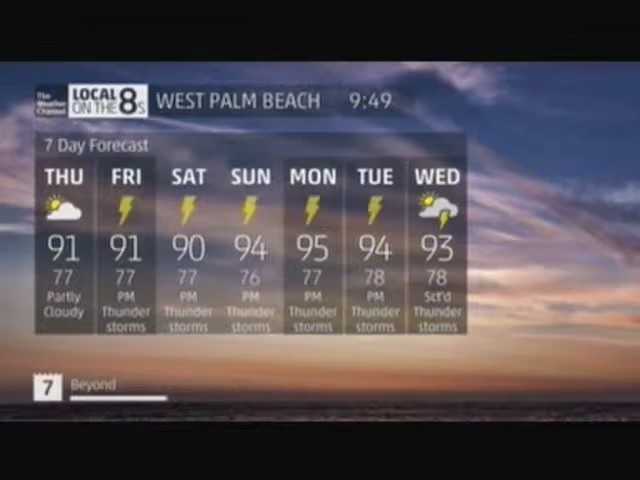 The Weather Channel
LOCAL ON THE 8s
WEST PALM BEACH 9:49
7 Day Forecast
THU FRI SAT SUN MON TUE WED
91 91 90 94 95 94 93
77 77 77 76 77 78 78
Partly Cloudy
PM Thunder storms
PM Thunder storms
PM Thunder storms
PM Thunder storms
PM Thunder storms
Sct'd Thunder storms
7 Beyond